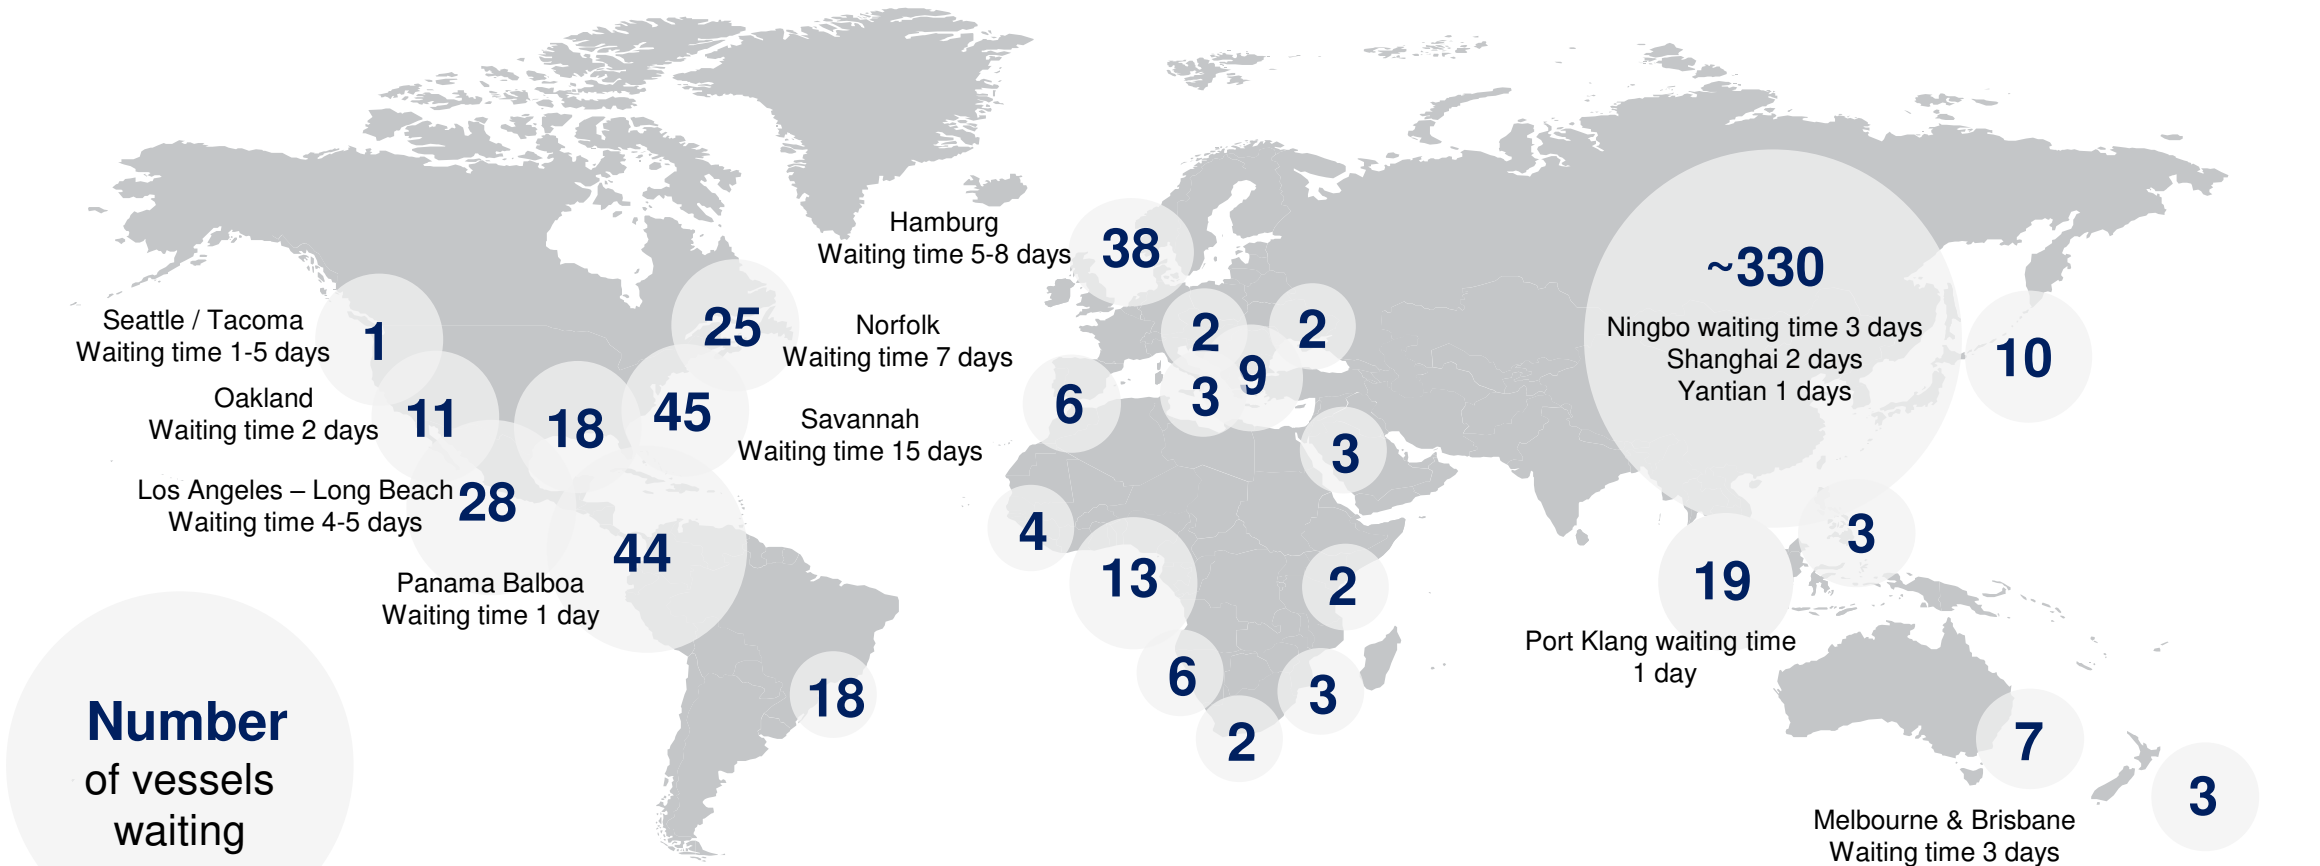 Hamburg
Waiting time 5-8 days
38
~330
Ningbo waiting time 3 days
Shanghai 2 days
Yantian 1 days
10
Seattle / Tacoma
Waiting time 1-5 days
1
25
Norfolk
Waiting time 7 days
2
2
9
3
6
Oakland
Waiting time 2 days
11
18
45
Savannah
Waiting time 15 days
3
Los Angeles – Long Beach
Waiting time 4-5 days
28
44
Panama Balboa
Waiting time 1 day
4
13
2
19
3
Port Klang waiting time
1 day
18
6
3
2
7
3
Melbourne & Brisbane
Waiting time 3 days
Number
of vessels
waiting